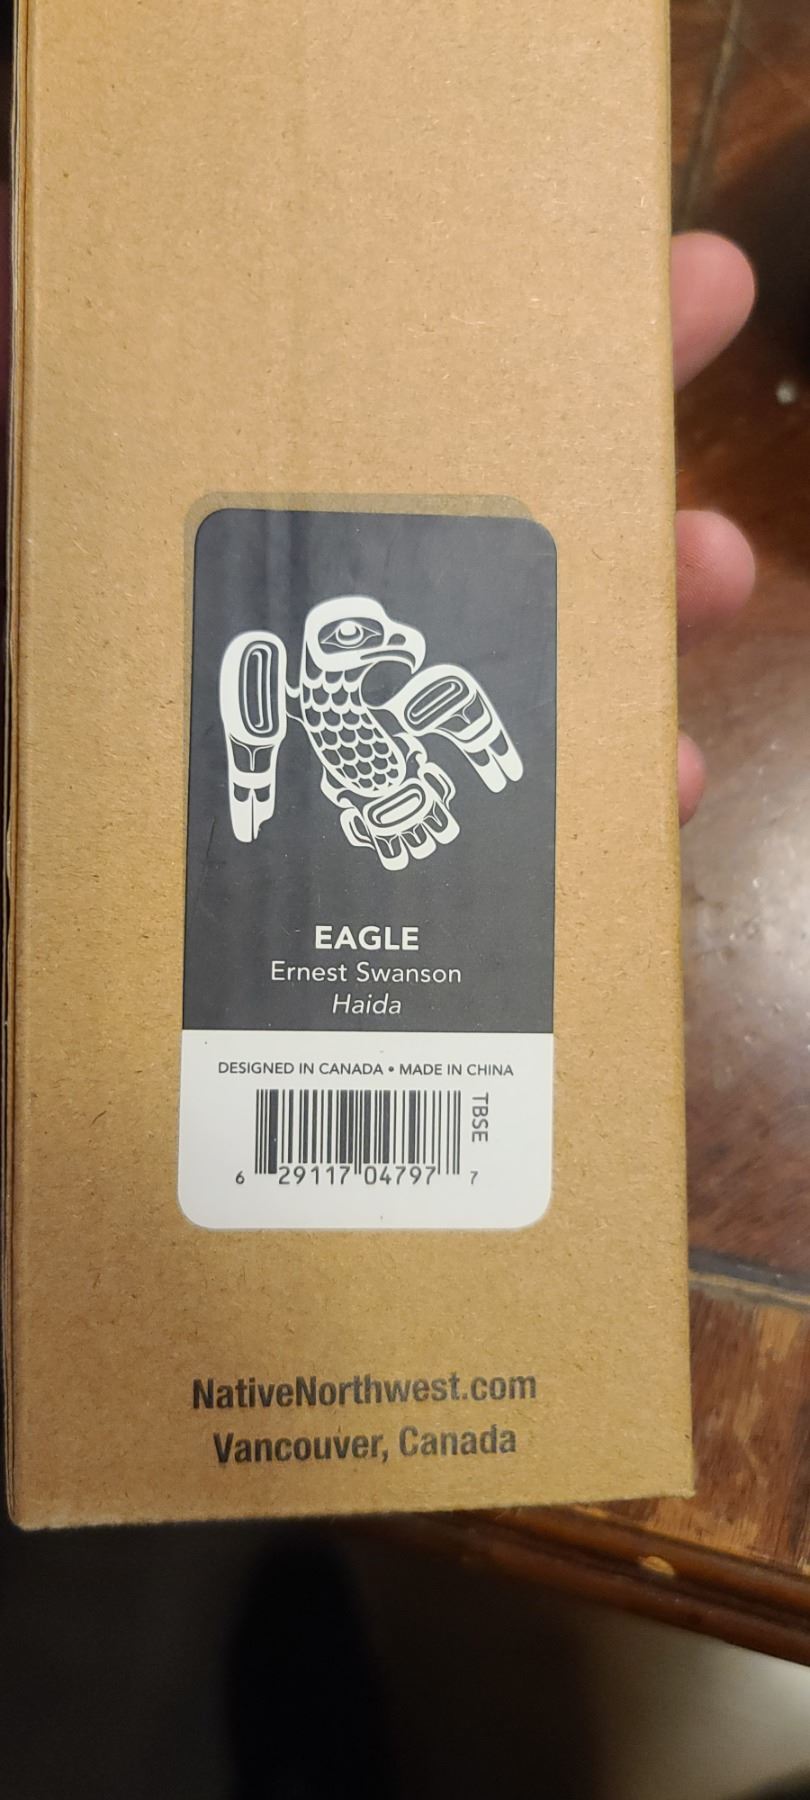 EAGLE
Ernest Swanson
Haida
DESIGNED IN CANADA • MADE IN CHINA
TBSE
6 29117 04797 7
NativeNorthwest.com
Vancouver, Canada